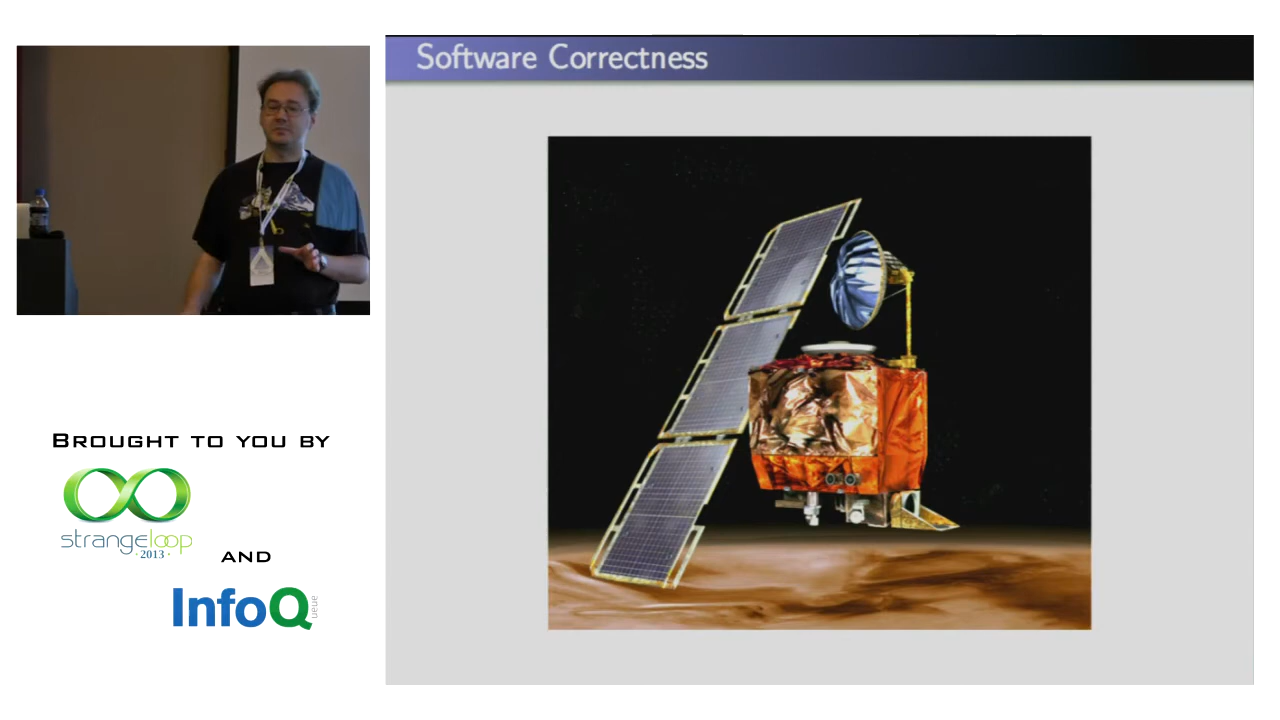 Software Correctness
Brought to you by
strangeloop
· 2013 ·
and
InfoQ